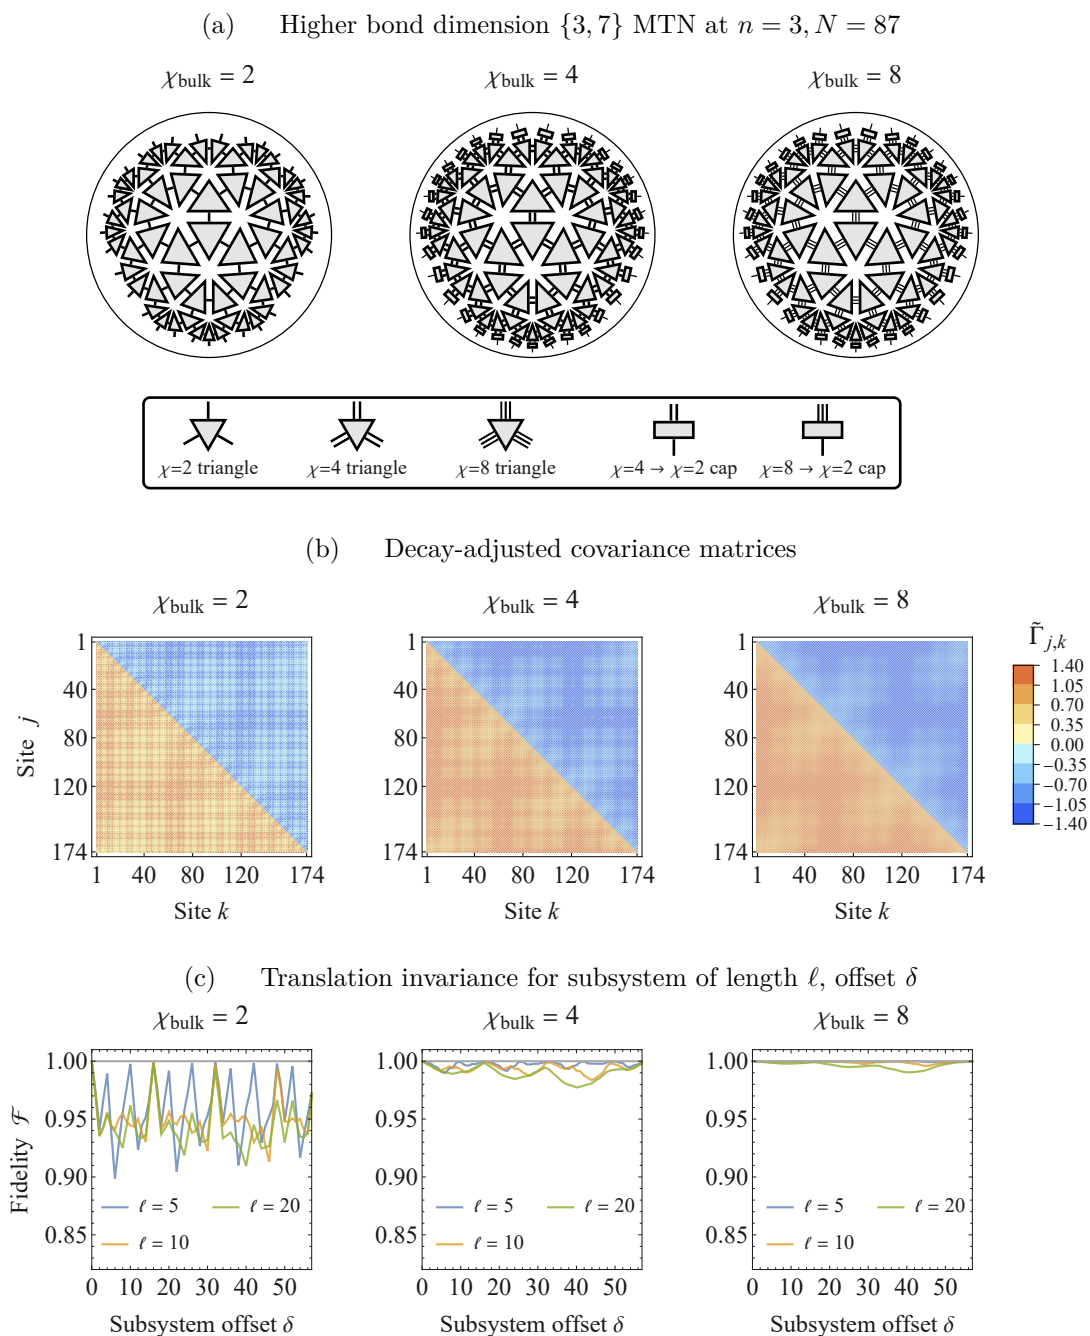 (a) Higher bond dimension {3, 7} MTN at n = 3, N = 87
χbulk = 2 χbulk = 4 χbulk = 8
χ=2 triangle χ=4 triangle χ=8 triangle χ=4 → χ=2 cap χ=8 → χ=2 cap
(b) Decay-adjusted covariance matrices
χbulk = 2 χbulk = 4 χbulk = 8
Site j
1
40
80
120
174
1 40 80 120 174
Site k
1
40
80
120
174
1 40 80 120 174
Site k
1
40
80
120
174
1 40 80 120 174
Site k
Γ̃j,k
1.40
1.05
0.70
0.35
0.00
−0.35
−0.70
−1.05
−1.40
(c) Translation invariance for subsystem of length ℓ, offset δ
χbulk = 2 χbulk = 4 χbulk = 8
Fidelity ℱ
1.00
0.95
0.90
0.85
ℓ = 5 ℓ = 20
ℓ = 10
0 10 20 30 40 50
Subsystem offset δ
1.00
0.95
0.90
0.85
ℓ = 5 ℓ = 20
ℓ = 10
0 10 20 30 40 50
Subsystem offset δ
1.00
0.95
0.90
0.85
ℓ = 5 ℓ = 20
ℓ = 10
0 10 20 30 40 50
Subsystem offset δ